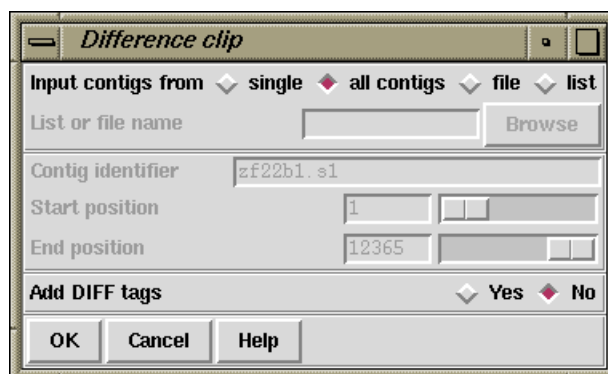 Difference clip
Input contigs from single all contigs file list
List or file name Browse
Contig identifier zf22b1.s1
Start position 1
End position 12365
Add DIFF tags Yes No
OK Cancel Help